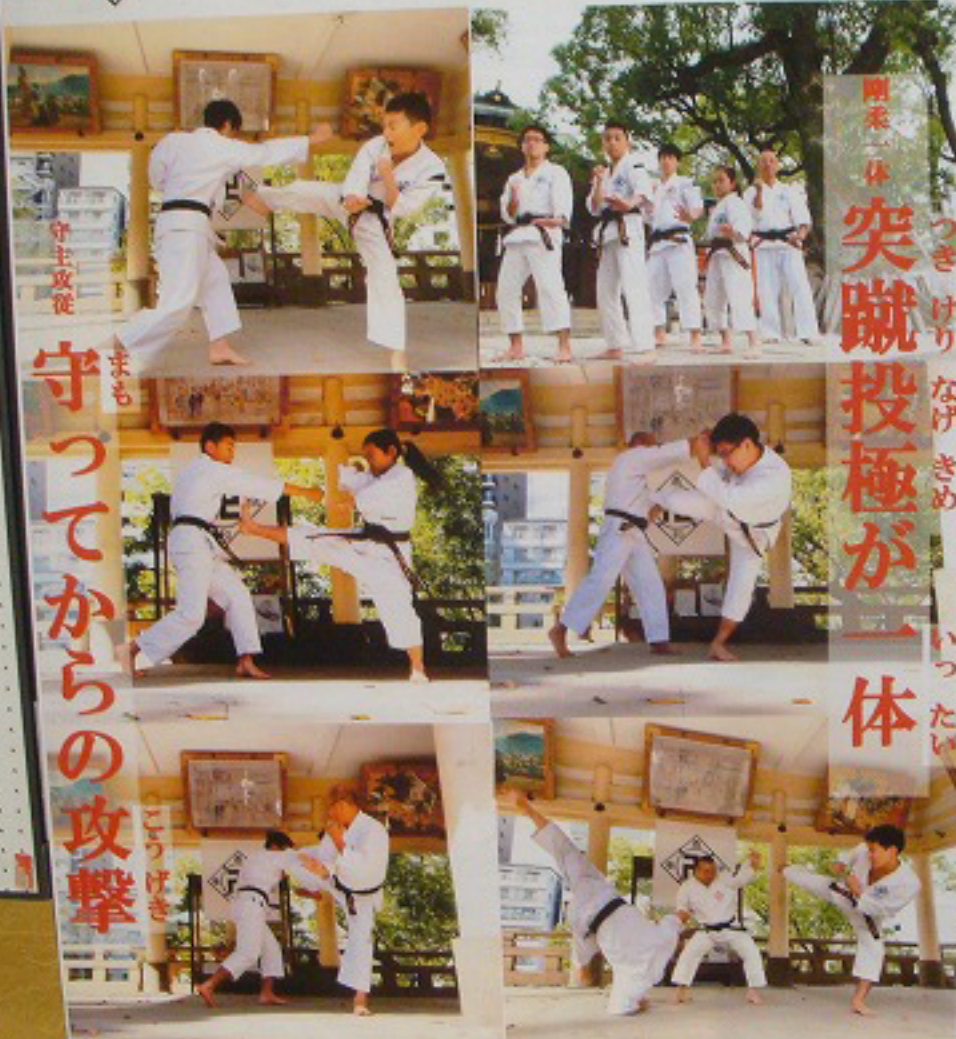 剛柔一体
突蹴投極が一体
つき けり なげ きめ いっ たい
守主攻従
守ってからの攻撃
まも
こう げき